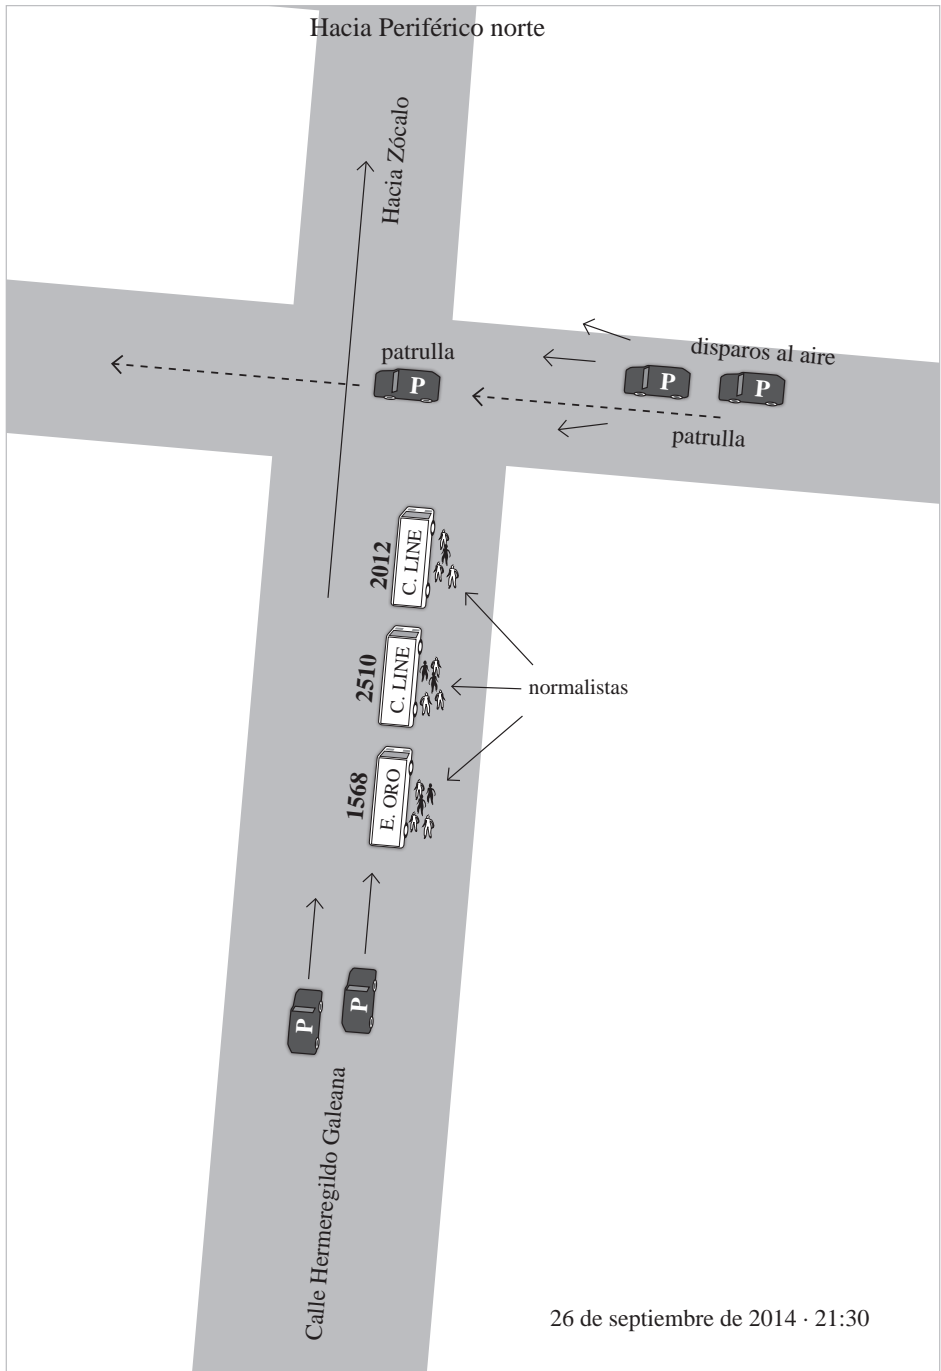 Hacia Periférico norte
Hacia Zócalo
patrulla
P
disparos al aire
P
P
patrulla
2012
C. LINE
2510
C. LINE
normalistas
1568
E. ORO
P
P
Calle Hermeregildo Galeana
26 de septiembre de 2014 · 21:30